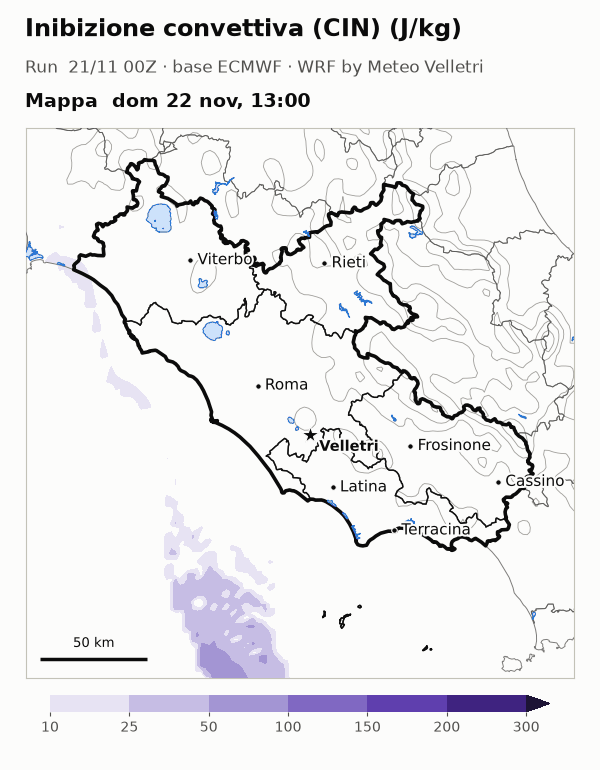 Inibizione convettiva (CIN) (J/kg)
Run 21/11 00Z · base ECMWF · WRF by Meteo Velletri
Mappa dom 22 nov, 13:00
Viterbo
Rieti
Roma
Velletri
Frosinone
Latina
Cassino
Terracina
50 km
10 25 50 100 150 200 300